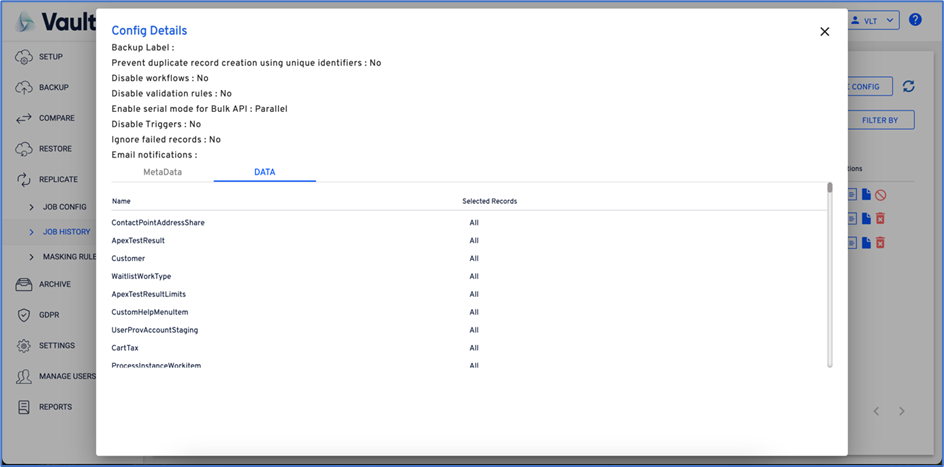 Vault
VLT
?
SETUP
BACKUP
COMPARE
RESTORE
REPLICATE
JOB CONFIG
JOB HISTORY
MASKING RULE
ARCHIVE
GDPR
SETTINGS
MANAGE USERS
REPORTS
Config Details
Backup Label :
Prevent duplicate record creation using unique identifiers : No
Disable workflows : No
Disable validation rules : No
Enable serial mode for Bulk API : Parallel
Disable Triggers : No
Ignore failed records : No
Email notifications :
MetaData DATA
Name Selected Records
ContactPointAddressShare All
ApexTestResult All
Customer All
WaitlistWorkType All
ApexTestResultLimits All
CustomHelpMenuItem All
UserProvAccountStaging All
CartTax All
ProcessInstanceWorkitem All
CONFIG
FILTER BY